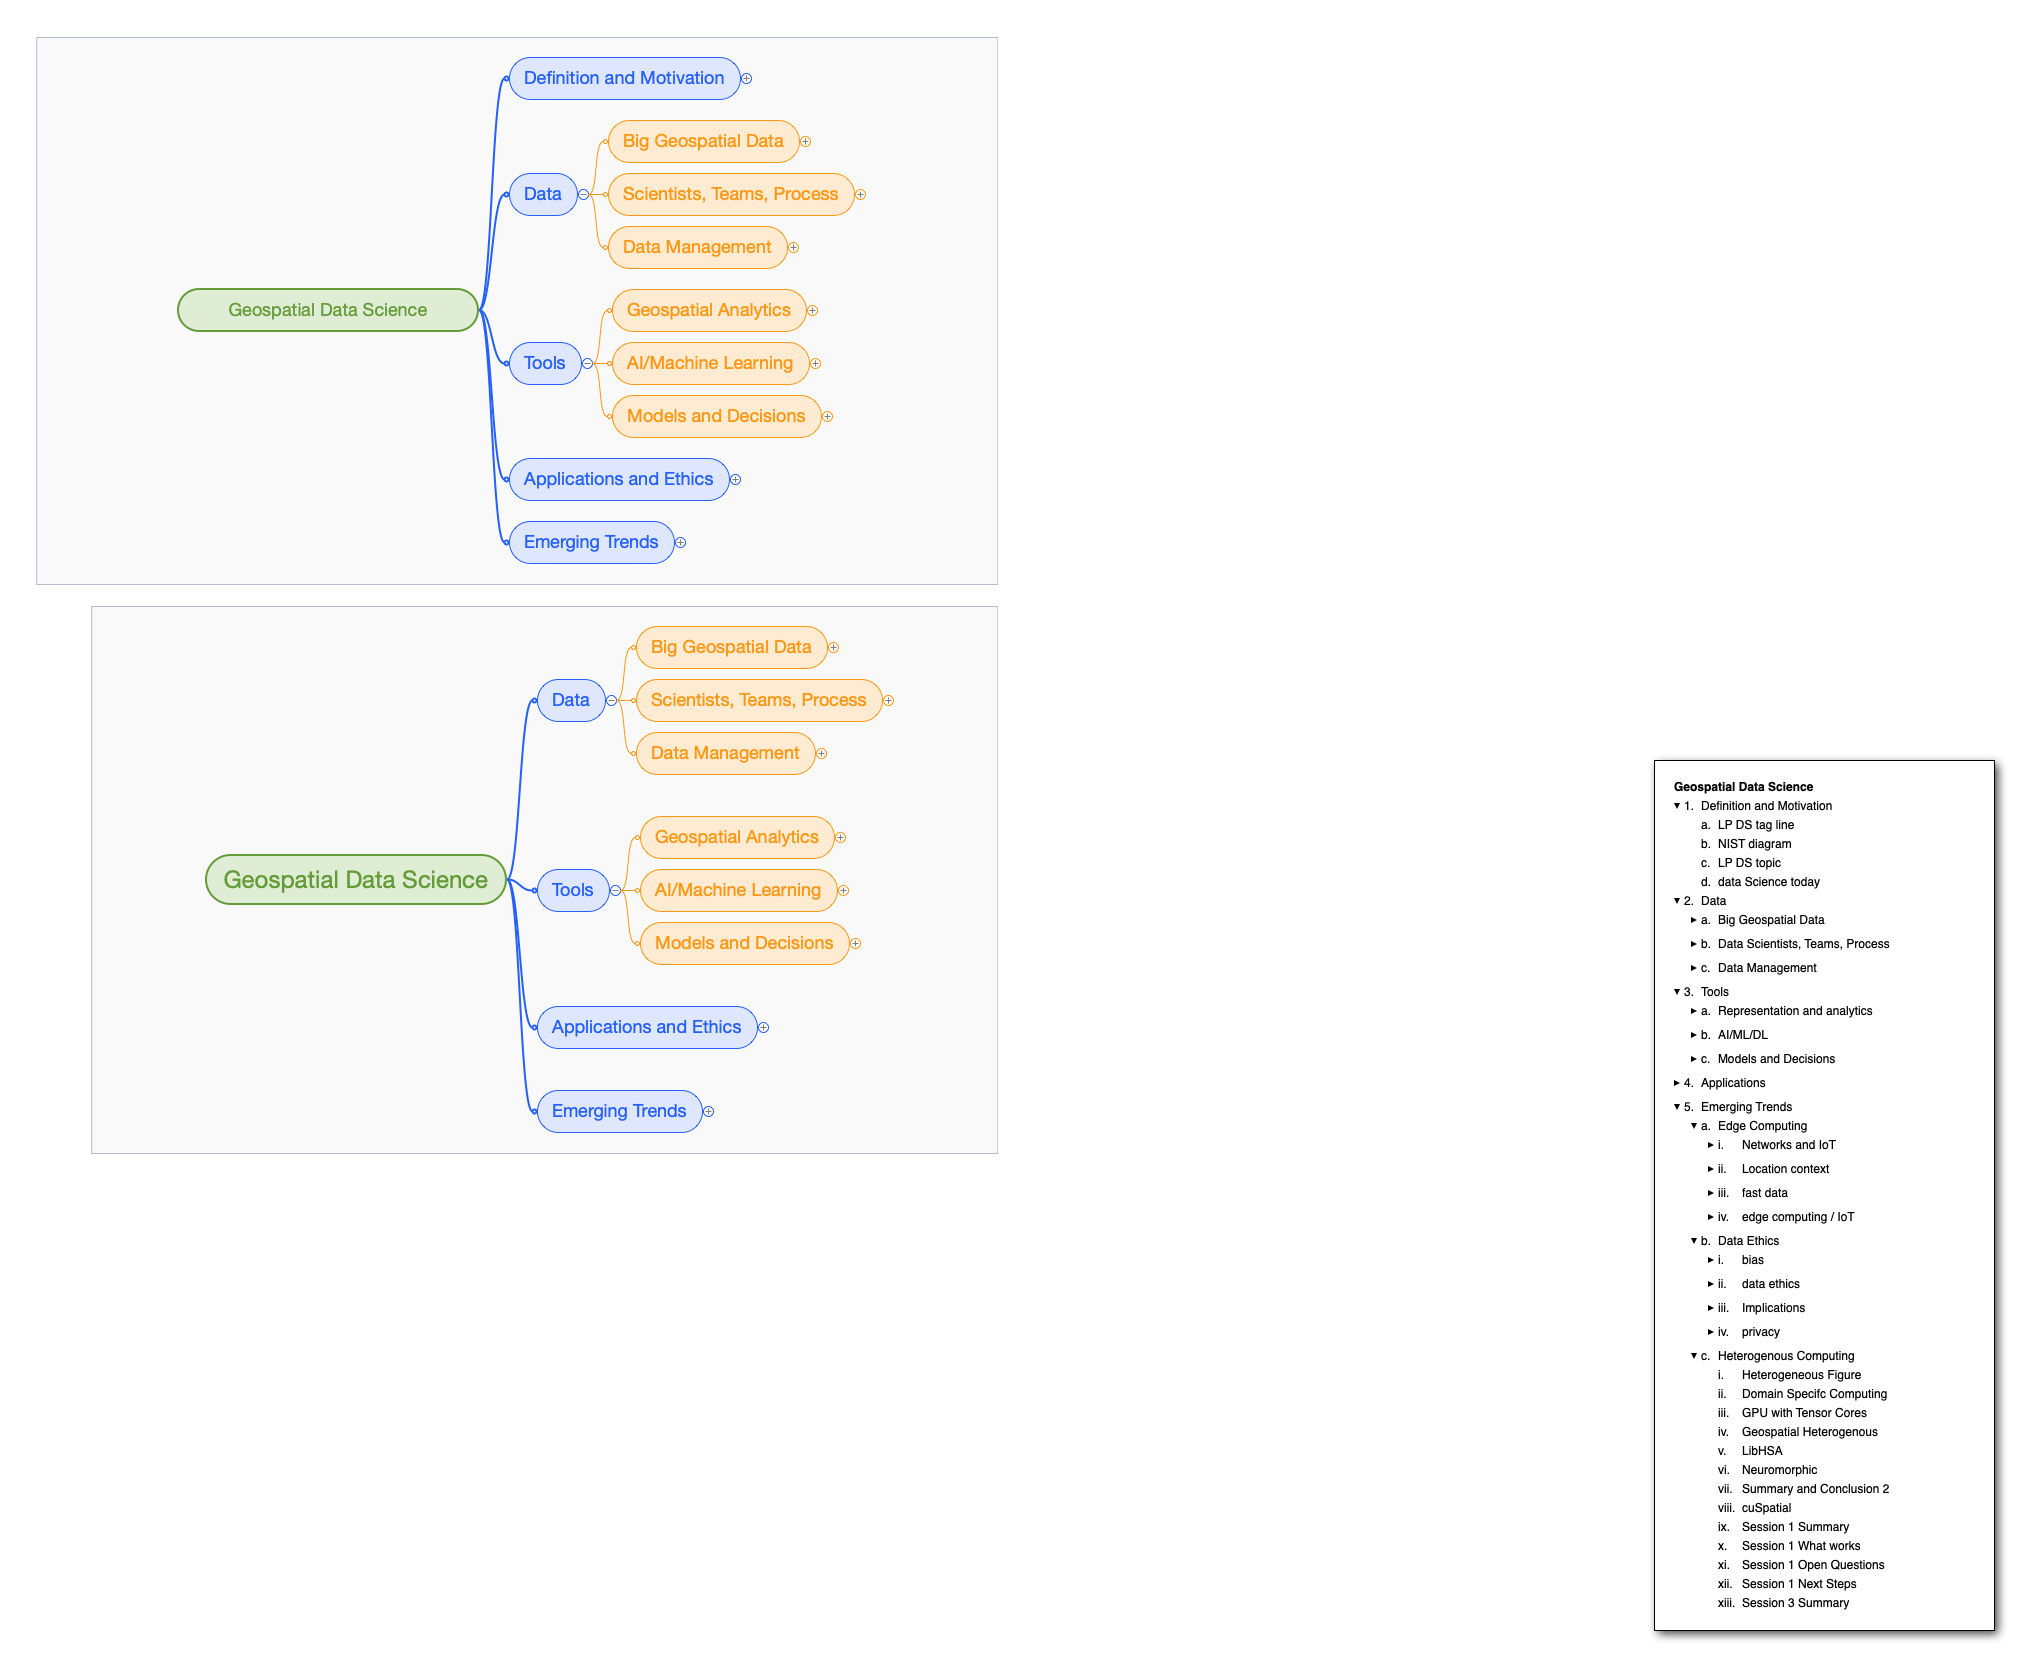 Definition and Motivation
Big Geospatial Data
Data
Scientists, Teams, Process
Data Management
Geospatial Data Science
Geospatial Analytics
Tools
AI/Machine Learning
Models and Decisions
Applications and Ethics
Emerging Trends
Big Geospatial Data
Data
Scientists, Teams, Process
Data Management
Geospatial Analytics
Geospatial Data Science
Tools
AI/Machine Learning
Models and Decisions
Applications and Ethics
Emerging Trends
Geospatial Data Science
1. Definition and Motivation
a. LP DS tag line
b. NIST diagram
c. LP DS topic
d. data Science today
2. Data
a. Big Geospatial Data
b. Data Scientists, Teams, Process
c. Data Management
3. Tools
a. Representation and analytics
b. AI/ML/DL
c. Models and Decisions
4. Applications
5. Emerging Trends
a. Edge Computing
i. Networks and IoT
ii. Location context
iii. fast data
iv. edge computing / IoT
b. Data Ethics
i. bias
ii. data ethics
iii. Implications
iv. privacy
c. Heterogenous Computing
i. Heterogeneous Figure
ii. Domain Specifc Computing
iii. GPU with Tensor Cores
iv. Geospatial Heterogenous
v. LibHSA
vi. Neuromorphic
vii. Summary and Conclusion 2
viii. cuSpatial
ix. Session 1 Summary
x. Session 1 What works
xi. Session 1 Open Questions
xii. Session 1 Next Steps
xiii. Session 3 Summary